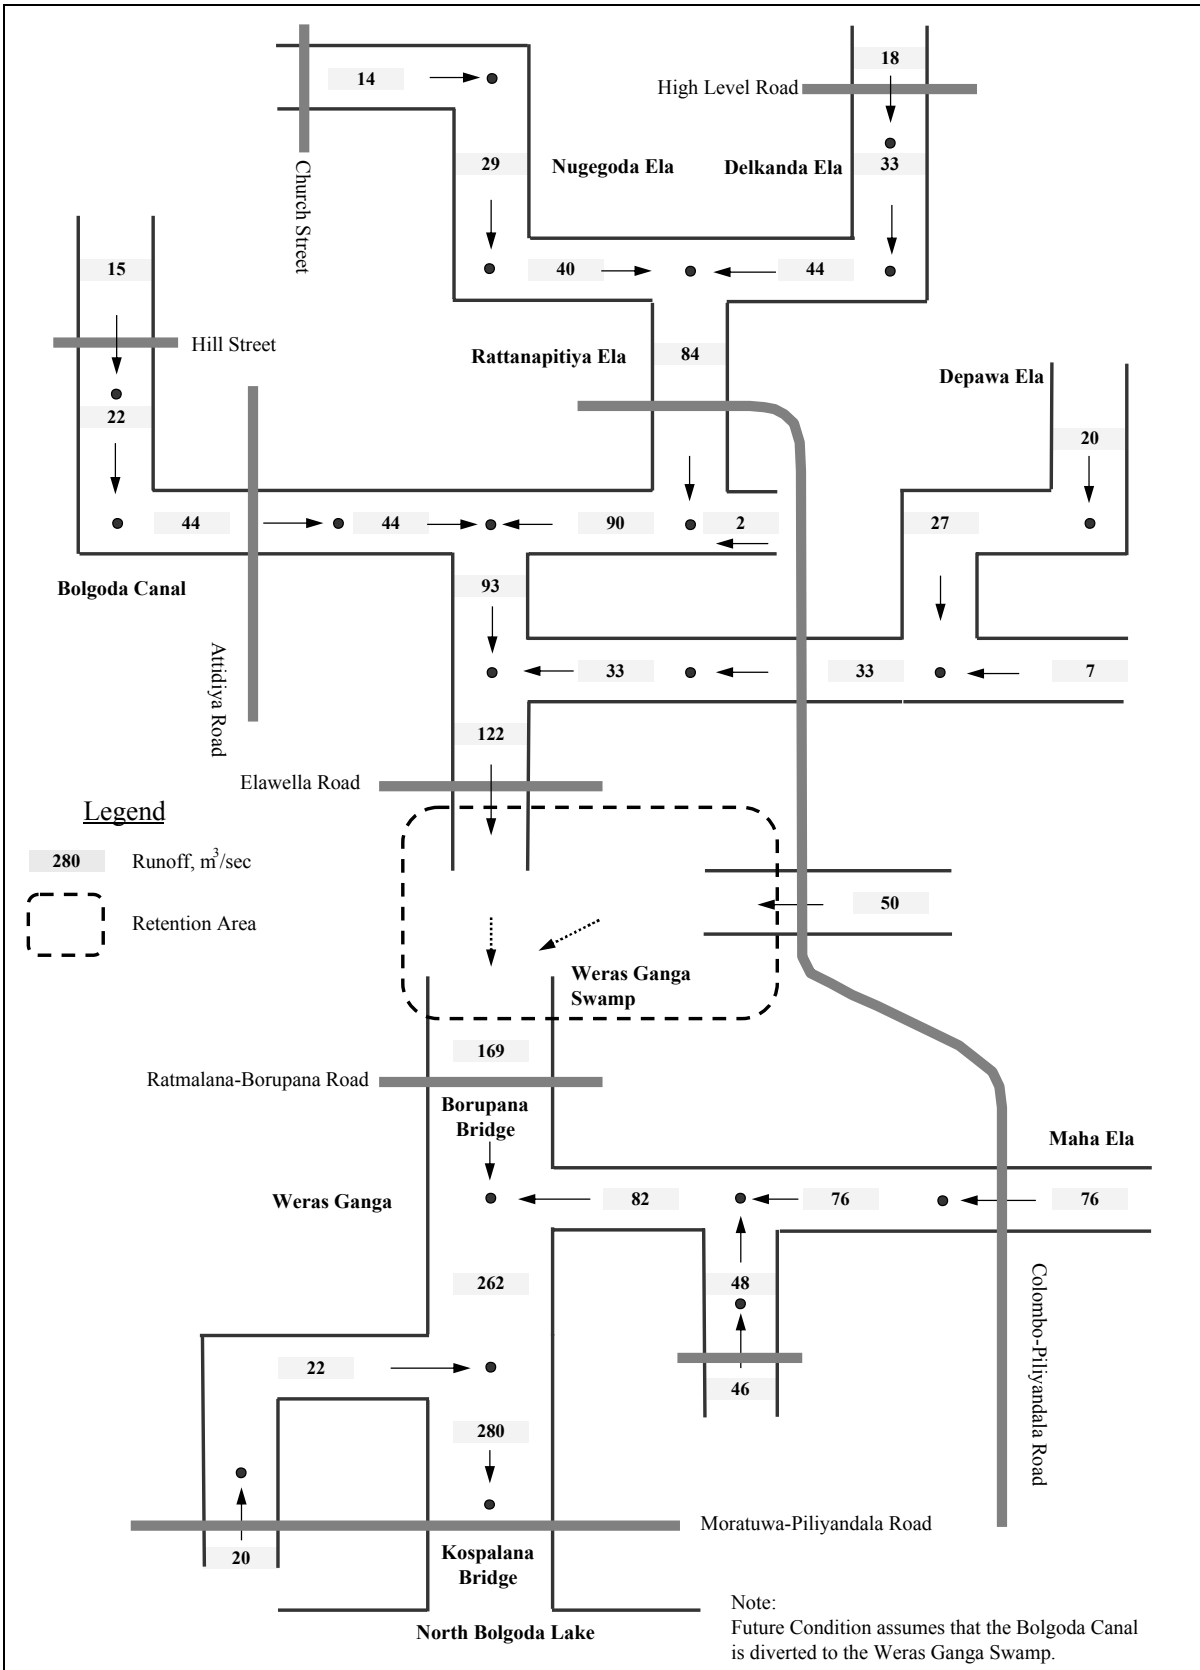 14
18
High Level Road
29
Nugegoda Ela
Delkanda Ela
33
Church Street
15
40
44
Hill Street
Rattanapitiya Ela
84
Depawa Ela
22
20
44
44
90
2
27
Bolgoda Canal
93
Attidiya Road
33
33
7
122
Elawella Road
Legend
280 Runoff, m³/sec
Retention Area
50
Weras Ganga
Swamp
169
Ratmalana-Borupana Road
Borupana
Bridge
Maha Ela
Weras Ganga
82
76
76
262
48
Colombo-Piliyandala Road
22
46
280
Moratuwa-Piliyandala Road
20
Kospalana
Bridge
North Bolgoda Lake
Note:
Future Condition assumes that the Bolgoda Canal
is diverted to the Weras Ganga Swamp.